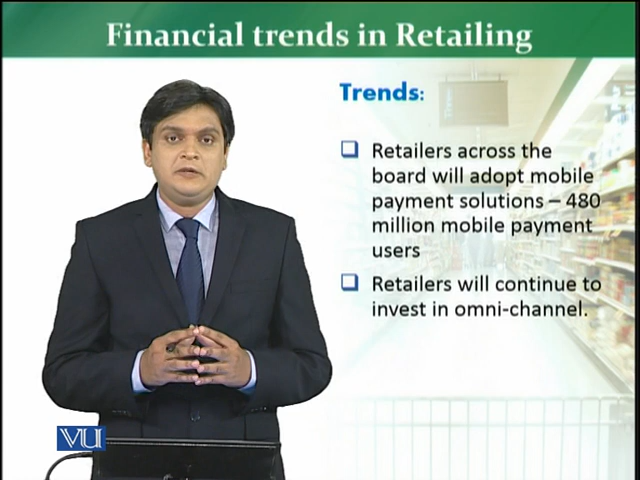 Financial trends in Retailing
Trends:
❑ Retailers across the
board will adopt mobile
payment solutions – 480
million mobile payment
users
❑ Retailers will continue to
invest in omni-channel.
VU